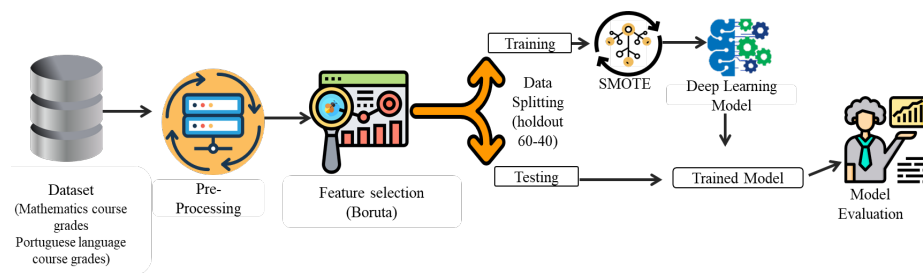 Dataset
(Mathematics course
grades
Portuguese language
course grades)
Pre-
Processing
Feature selection
(Boruta)
Training
Data
Splitting
(holdout
60-40)
Testing
SMOTE
Deep Learning
Model
Trained Model
Model
Evaluation